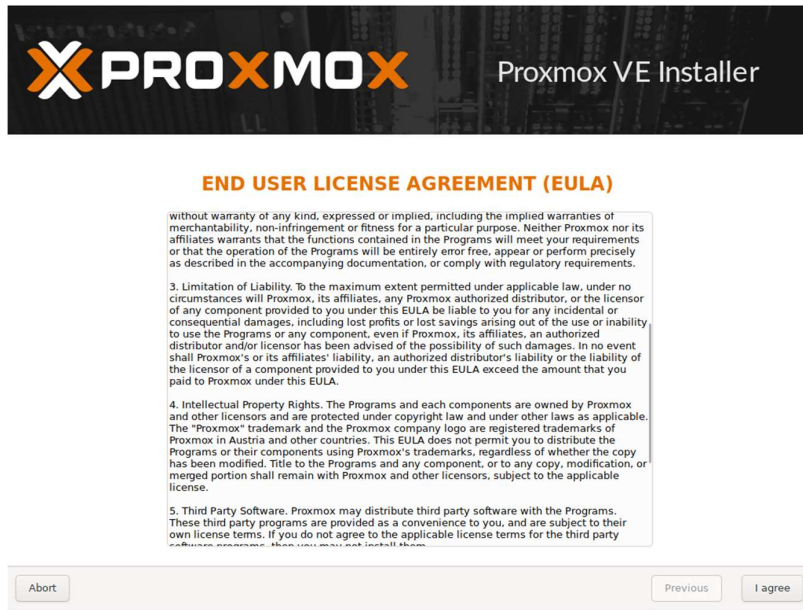 PROXMOX
Proxmox VE Installer
END USER LICENSE AGREEMENT (EULA)
without warranty of any kind, expressed or implied, including the implied warranties of
merchantability, non-infringement or fitness for a particular purpose. Neither Proxmox nor its
affiliates warrants that the functions contained in the Programs will meet your requirements
or that the operation of the Programs will be entirely error free, appear or perform precisely
as described in the accompanying documentation, or comply with regulatory requirements.
3. Limitation of Liability. To the maximum extent permitted under applicable law, under no
circumstances will Proxmox, its affiliates, any Proxmox authorized distributor, or the licensor
of any component provided to you under this EULA be liable to you for any incidental or
consequential damages, including lost profits or lost savings arising out of the use or inability
to use the Programs or any component, even if Proxmox, its affiliates, an authorized
distributor and/or licensor has been advised of the possibility of such damages. In no event
shall Proxmox's or its affiliates' liability, an authorized distributor's liability or the liability of
the licensor of a component provided to you under this EULA exceed the amount that you
paid to Proxmox under this EULA.
4. Intellectual Property Rights. The Programs and each components are owned by Proxmox
and other licensors and are protected under copyright law and under other laws as applicable.
The "Proxmox" trademark and the Proxmox company logo are registered trademarks of
Proxmox in Austria and other countries. This EULA does not permit you to distribute the
Programs or their components using Proxmox's trademarks, regardless of whether the copy
has been modified. Title to the Programs and any component, or to any copy, modification, or
merged portion shall remain with Proxmox and other licensors, subject to the applicable
license.
5. Third Party Software. Proxmox may distribute third party software with the Programs.
These third party programs are provided as a convenience to you, and are subject to their
own license terms. If you do not agree to the applicable license terms for the third party
software programs, then you may not install them.
Abort
Previous
I agree